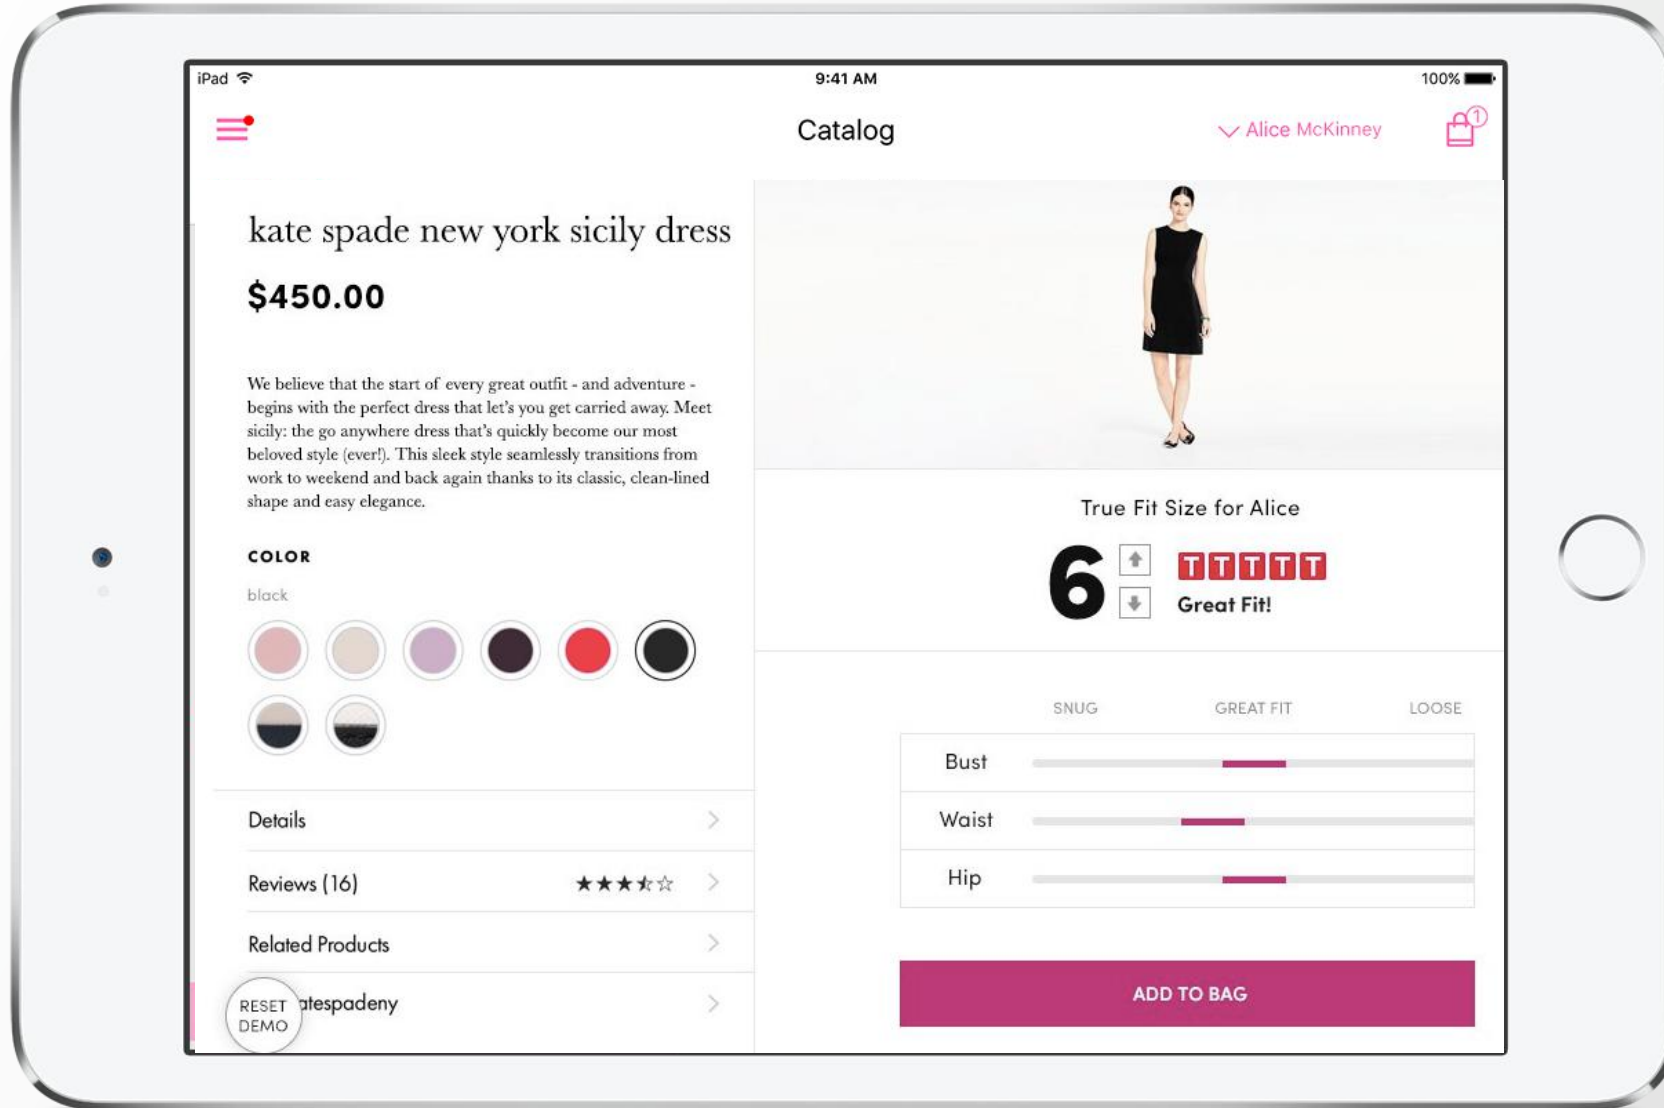 iPad
9:41 AM
100%
Catalog
Alice McKinney
1
kate spade new york sicily dress
$450.00
We believe that the start of every great outfit - and adventure -
begins with the perfect dress that let's you get carried away. Meet
sicily: the go anywhere dress that's quickly become our most
beloved style (ever!). This sleek style seamlessly transitions from
work to weekend and back again thanks to its classic, clean-lined
shape and easy elegance.
COLOR
black
Details
Reviews (16)
Related Products
atespadeny
RESET
DEMO
True Fit Size for Alice
6
TTTTT
Great Fit!
SNUG GREAT FIT LOOSE
Bust
Waist
Hip
ADD TO BAG